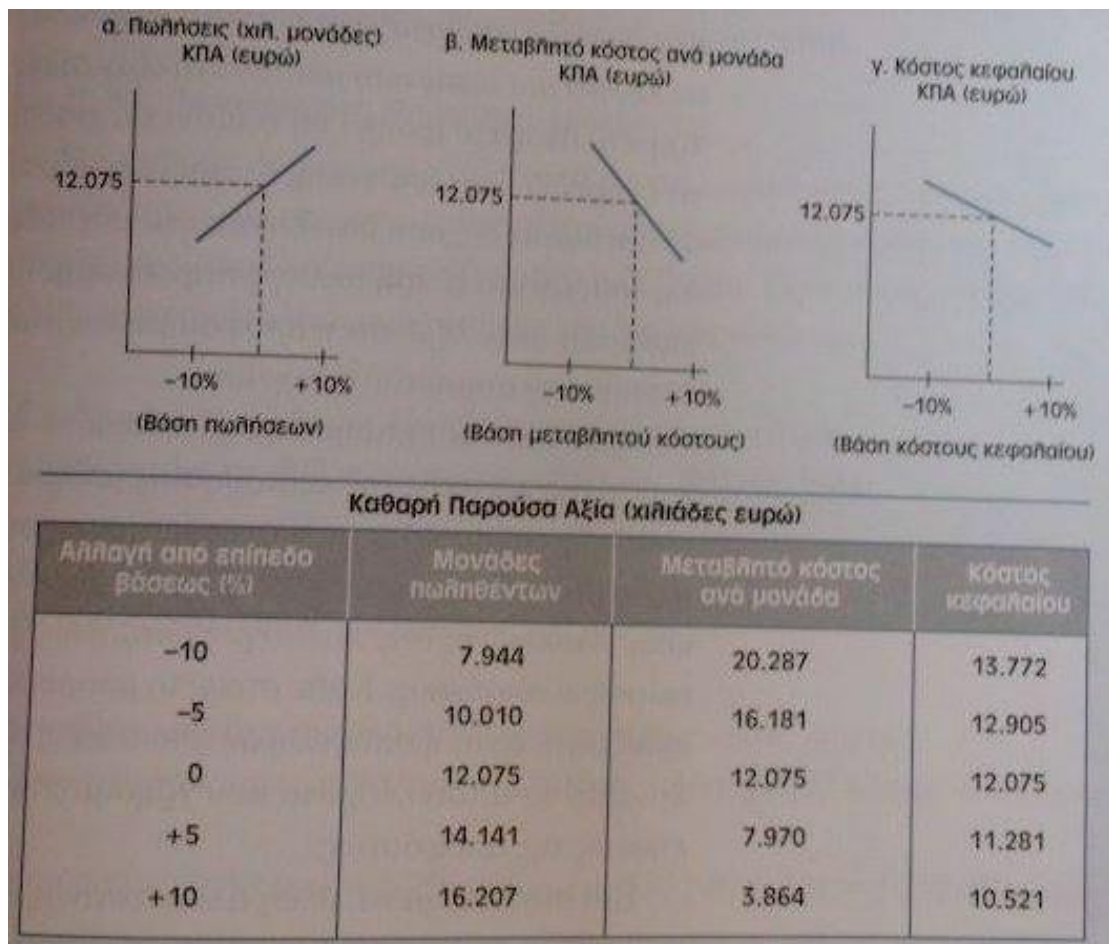 α. Πωλήσεις (χιλ. μονάδες)
ΚΠΑ (ευρώ)
12.075
−10%
+10%
(Βάση πωλήσεων)
β. Μεταβλητό κόστος ανά μονάδα
ΚΠΑ (ευρώ)
12.075
−10%
+10%
(Βάση μεταβλητού κόστους)
γ. Κόστος κεφαλαίου
ΚΠΑ (ευρώ)
12.075
−10%
+10%
(Βάση κόστους κεφαλαίου)
Καθαρή Παρούσα Αξία (χιλιάδες ευρώ)
Αλλαγή από επίπεδο βάσεως (%) Μονάδες πωληθέντων Μεταβλητό κόστος ανά μονάδα Κόστος κεφαλαίου
−10 7.944 20.287 13.772
−5 10.010 16.181 12.905
0 12.075 12.075 12.075
+5 14.141 7.970 11.281
+10 16.207 3.864 10.521